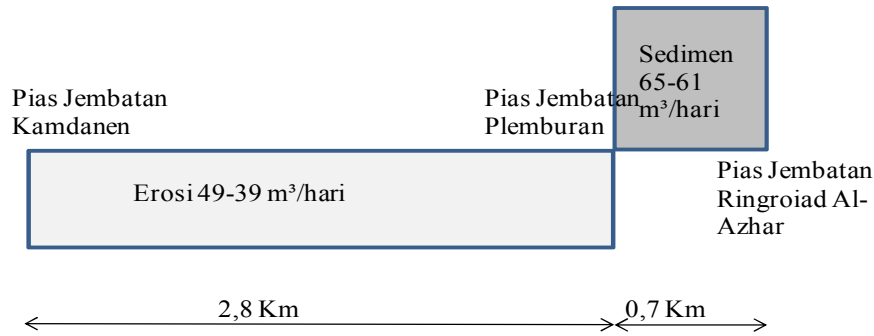 Pias Jembatan
Kamdanen
Pias Jembatan
Plemburan
Sedimen
65-61
m³/hari
Erosi 49-39 m³/hari
Pias Jembatan
Ringroiad Al-
Azhar
2,8 Km
0,7 Km